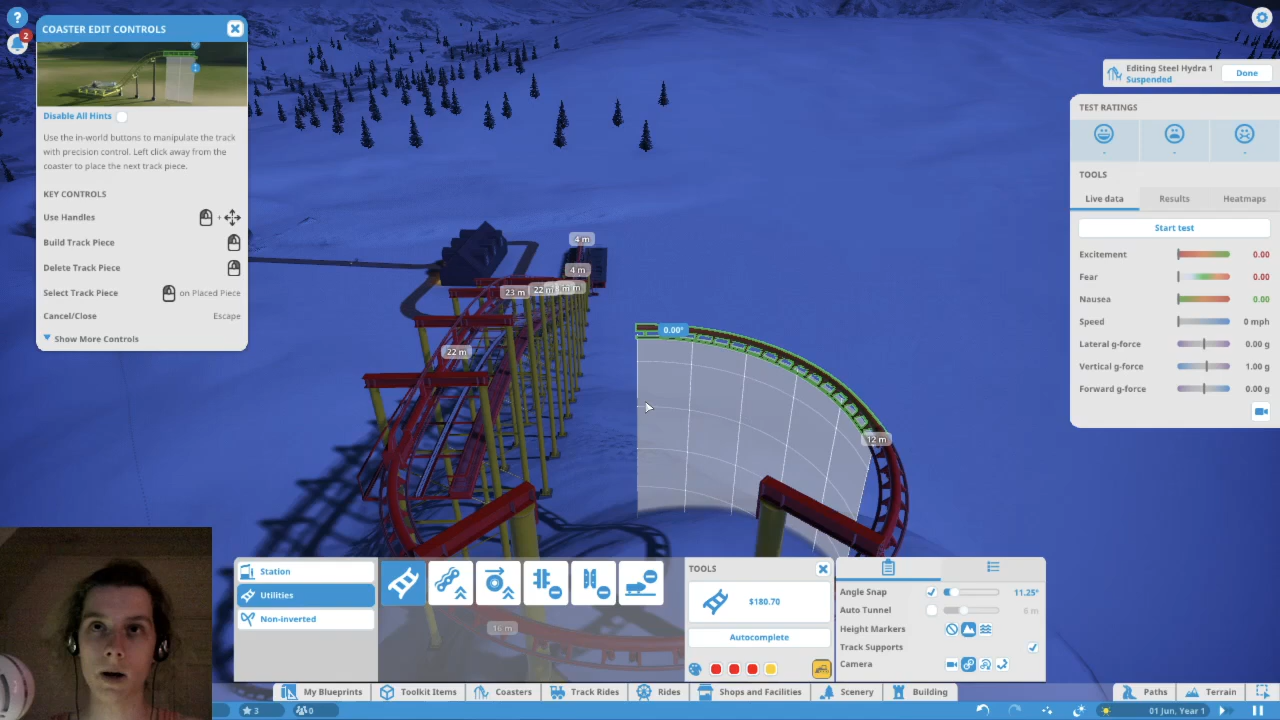 ?
2
COASTER EDIT CONTROLS
Disable All Hints
Use the in-world buttons to manipulate the track
with precision control. Left click away from the
coaster to place the next track piece.
KEY CONTROLS
Use Handles
+
Build Track Piece
Delete Track Piece
Select Track Piece
on Placed Piece
Cancel/Close
Escape
Show More Controls
Editing Steel Hydra 1
Suspended
Done
TEST RATINGS
-
-
-
TOOLS
Live data
Results
Heatmaps
Start test
Excitement
0.00
Fear
0.00
Nausea
0.00
Speed
0 mph
Lateral g-force
0.00 g
Vertical g-force
1.00 g
Forward g-force
0.00 g
4 m
4 m
23 m
22 m
22 m
0.00°
12 m
16 m
Station
Utilities
Non-inverted
TOOLS
$180.70
Autocomplete
Angle Snap
11.25°
Auto Tunnel
6 m
Height Markers
Track Supports
Camera
My Blueprints
Toolkit Items
Coasters
Track Rides
Rides
Shops and Facilities
Scenery
Building
Paths
Terrain
3
0
01 Jun, Year 1